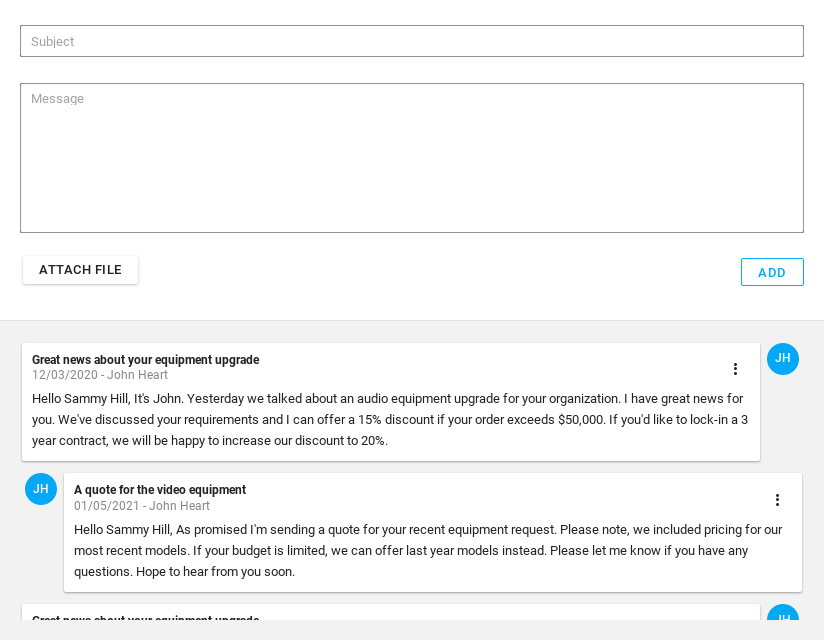 Subject
Message
ATTACH FILE
ADD
Great news about your equipment upgrade
JH
12/03/2020 - John Heart
Hello Sammy Hill, It's John. Yesterday we talked about an audio equipment upgrade for your organization. I have great news for
you. We've discussed your requirements and I can offer a 15% discount if your order exceeds $50,000. If you'd like to lock-in a 3
year contract, we will be happy to increase our discount to 20%.
JH
A quote for the video equipment
01/05/2021 - John Heart
Hello Sammy Hill, As promised I'm sending a quote for your recent equipment request. Please note, we included pricing for our
most recent models. If your budget is limited, we can offer last year models instead. Please let me know if you have any
questions. Hope to hear from you soon.
Great news about your equipment upgrade
JH